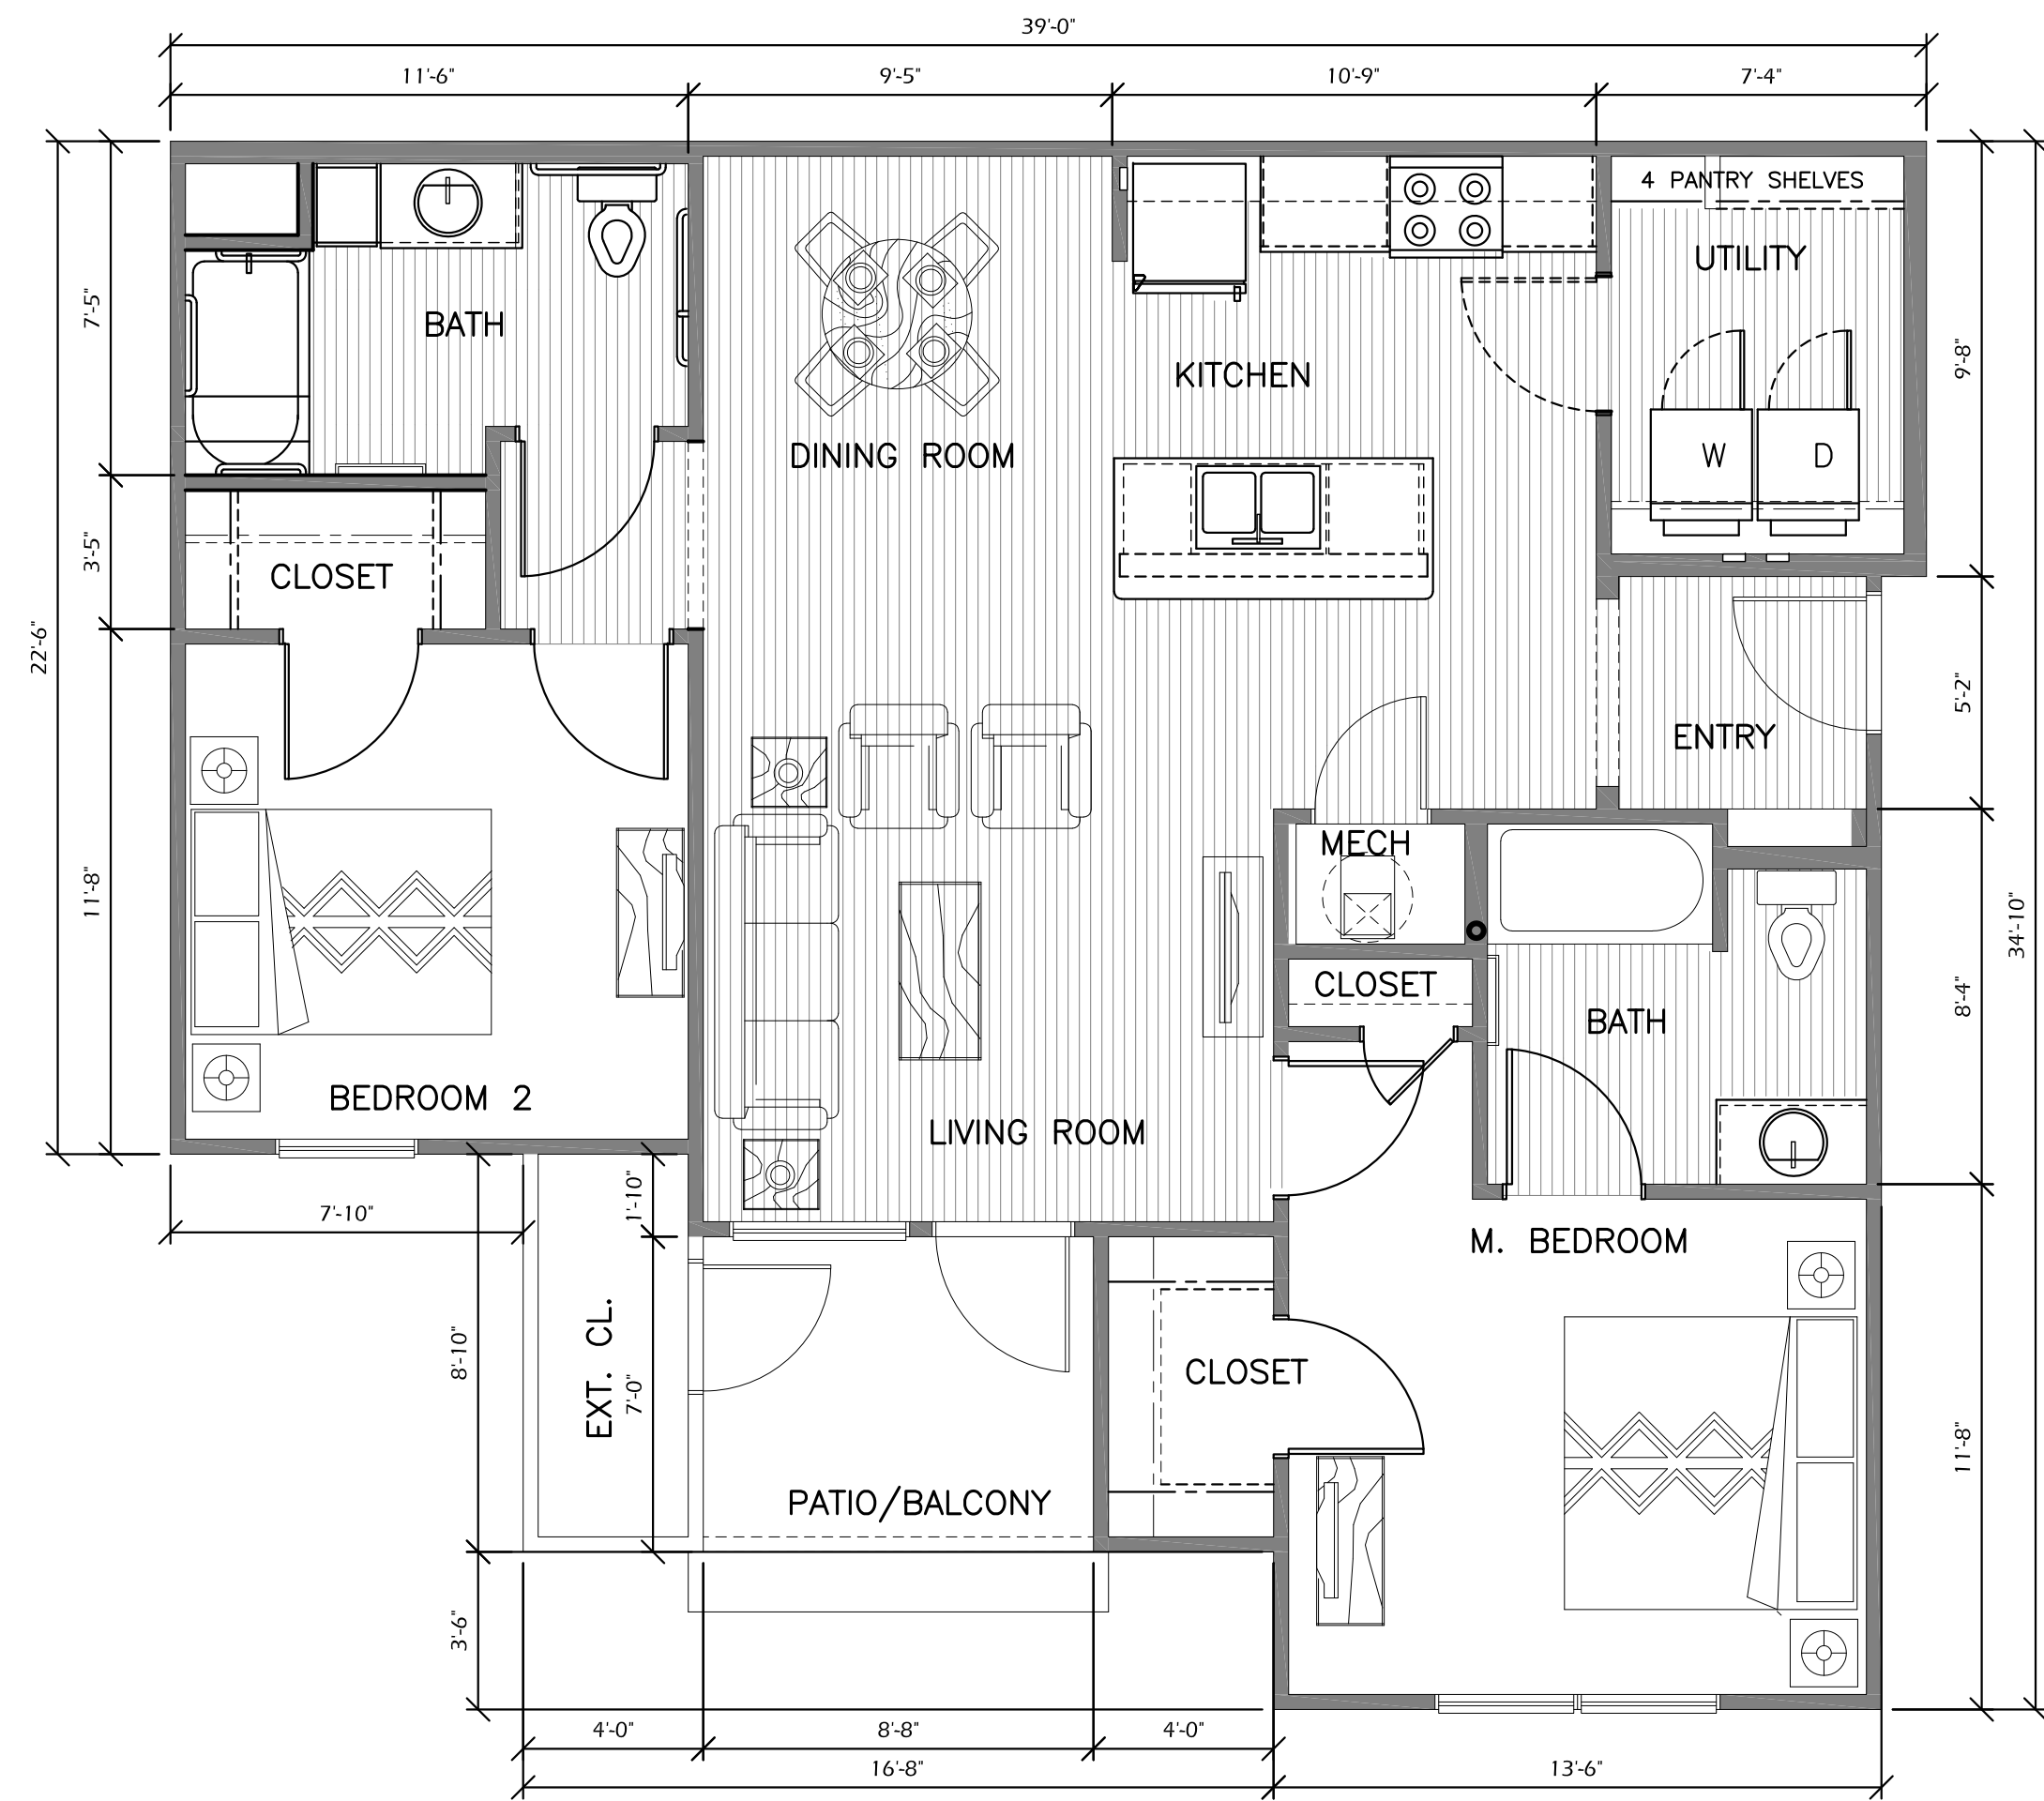 39'-0"
11'-6"
9'-5"
10'-9"
7'-4"
4 PANTRY SHELVES
UTILITY
7'-5"
BATH
9'-8"
KITCHEN
DINING ROOM
W
D
3'-5"
CLOSET
22'-6"
5'-2"
ENTRY
MECH
11'-8"
34'-10"
CLOSET
8'-4"
BATH
BEDROOM 2
LIVING ROOM
1'-10"
7'-10"
M. BEDROOM
8'-10"
EXT. CL.
7'-0"
CLOSET
11'-8"
PATIO/BALCONY
3'-6"
4'-0"
8'-8"
4'-0"
16'-8"
13'-6"